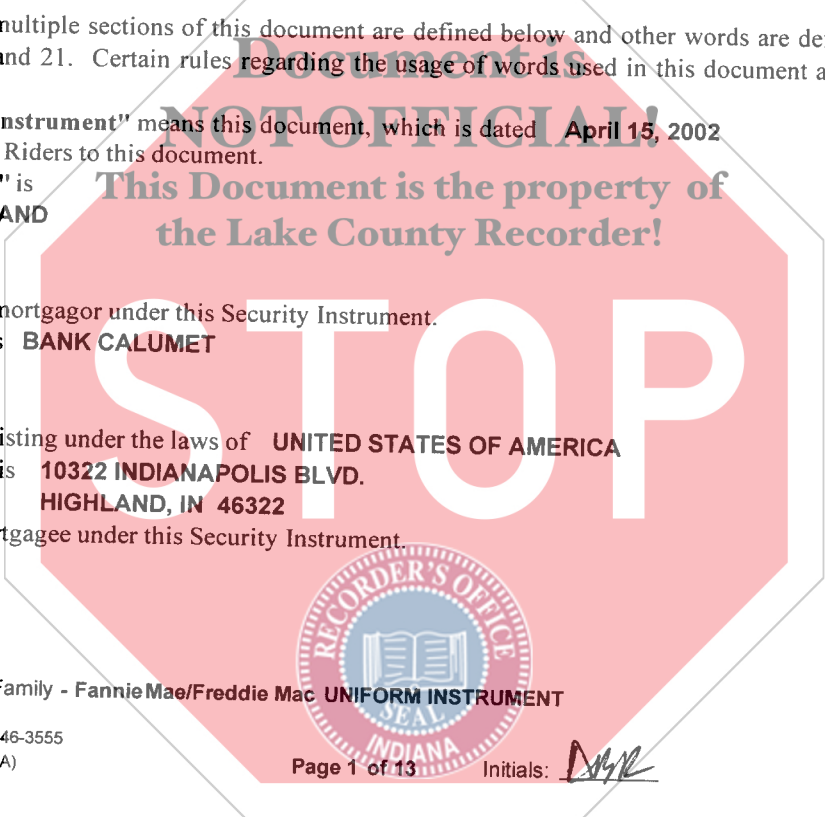 multiple sections of this document are defined below and other words are de
and 21. Certain rules regarding the usage of words used in this document a
Document is
nstrument" means this document, which is dated April 15, 2002
NOT OFFICIAL!
Riders to this document.
" is
This Document is the property of
AND
the Lake County Recorder!
mortgagor under this Security Instrument.
BANK CALUMET
STOP
isting under the laws of UNITED STATES OF AMERICA
is 10322 INDIANAPOLIS BLVD.
HIGHLAND, IN 46322
tgagee under this Security Instrument.
RECORDER'S OFFICE
Family - Fannie Mae/Freddie Mac UNIFORM INSTRUMENT
SEAL
46-3555
INDIANA
A)
Page 1 of 13 Initials: